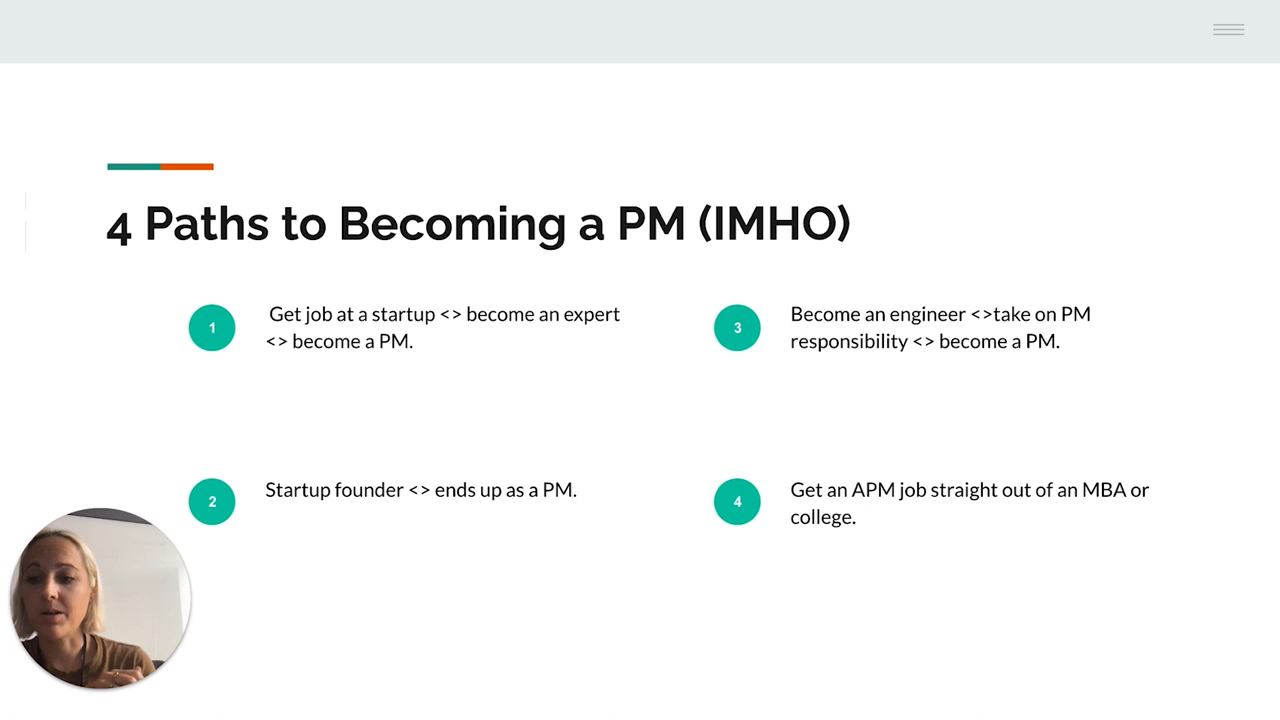 4 Paths to Becoming a PM (IMHO)
1
Get job at a startup <> become an expert
<> become a PM.
2
Startup founder <> ends up as a PM.
3
Become an engineer <>take on PM
responsibility <> become a PM.
4
Get an APM job straight out of an MBA or
college.